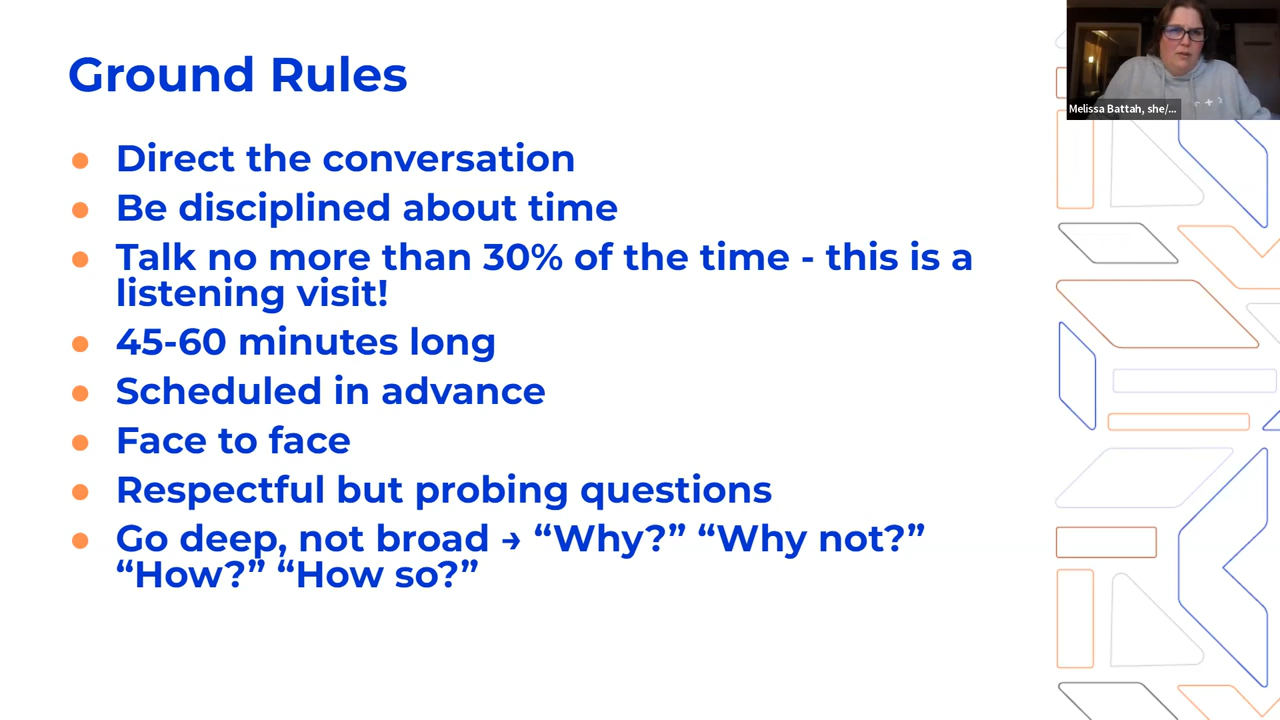 Ground Rules
Melissa Battah, she/...
● Direct the conversation
● Be disciplined about time
● Talk no more than 30% of the time - this is a
listening visit!
● 45-60 minutes long
● Scheduled in advance
● Face to face
● Respectful but probing questions
● Go deep, not broad → “Why?” “Why not?”
“How?” “How so?”